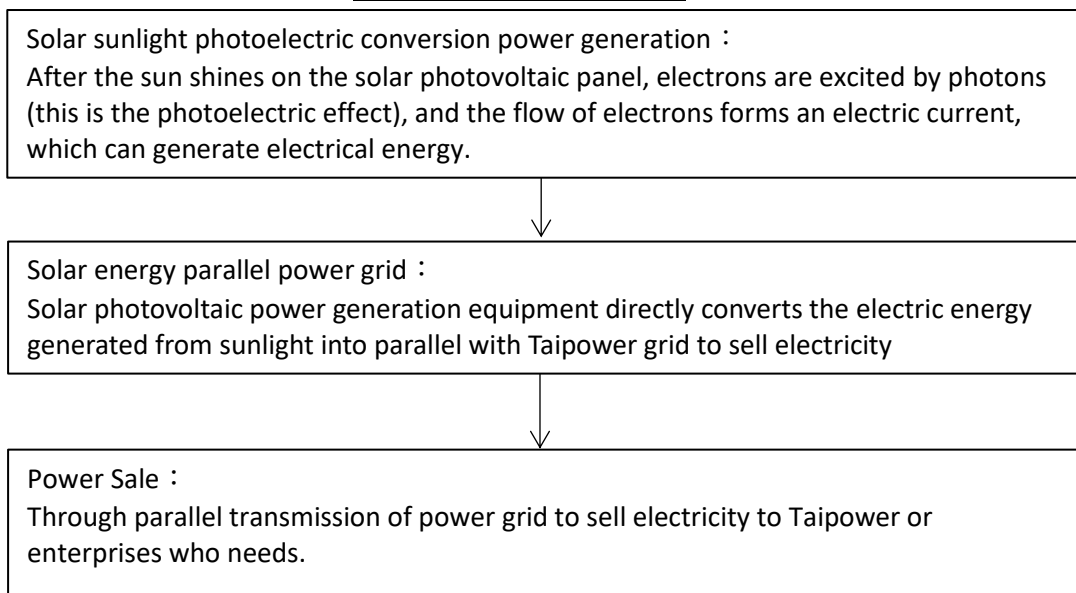 Solar sunlight photoelectric conversion power generation：
After the sun shines on the solar photovoltaic panel, electrons are excited by photons
(this is the photoelectric effect), and the flow of electrons forms an electric current,
which can generate electrical energy.
Solar energy parallel power grid：
Solar photovoltaic power generation equipment directly converts the electric energy
generated from sunlight into parallel with Taipower grid to sell electricity
Power Sale：
Through parallel transmission of power grid to sell electricity to Taipower or
enterprises who needs.